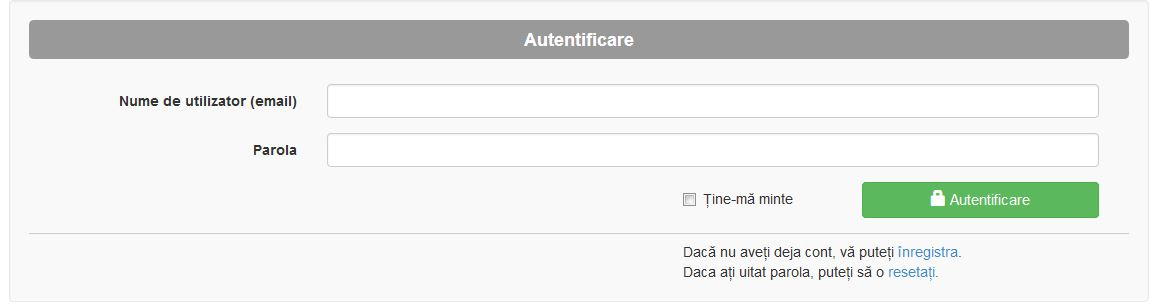 Autentificare
Nume de utilizator (email)
Parola
Ține-mă minte
Autentificare
Dacă nu aveți deja cont, vă puteți înregistra.
Daca ați uitat parola, puteți să o resetați.